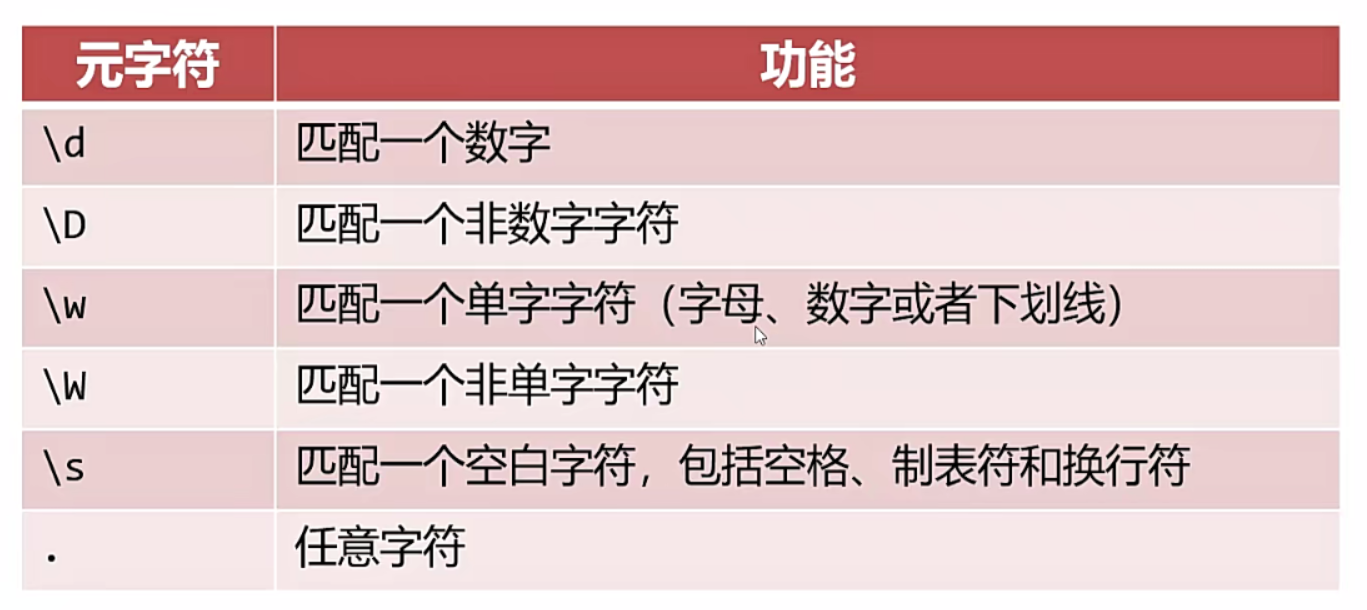 元字符 功能
\d 匹配一个数字
\D 匹配一个非数字字符
\w 匹配一个单字字符（字母、数字或者下划线）
\W 匹配一个非单字字符
\s 匹配一个空白字符，包括空格、制表符和换行符
. 任意字符